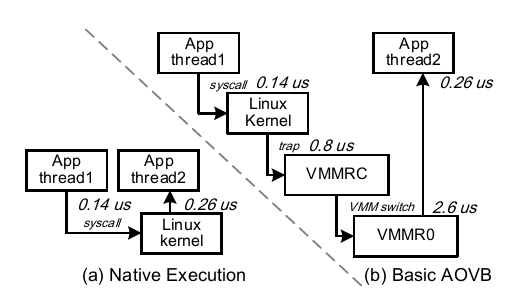 App
thread1
syscall 0.14 us
Linux
Kernel
trap 0.8 us
VMMRC
VMM switch 2.6 us
VMMR0
App
thread2
0.26 us
App
thread1
App
thread2
0.14 us
syscall
0.26 us
Linux
kernel
(a) Native Execution
(b) Basic AOVB